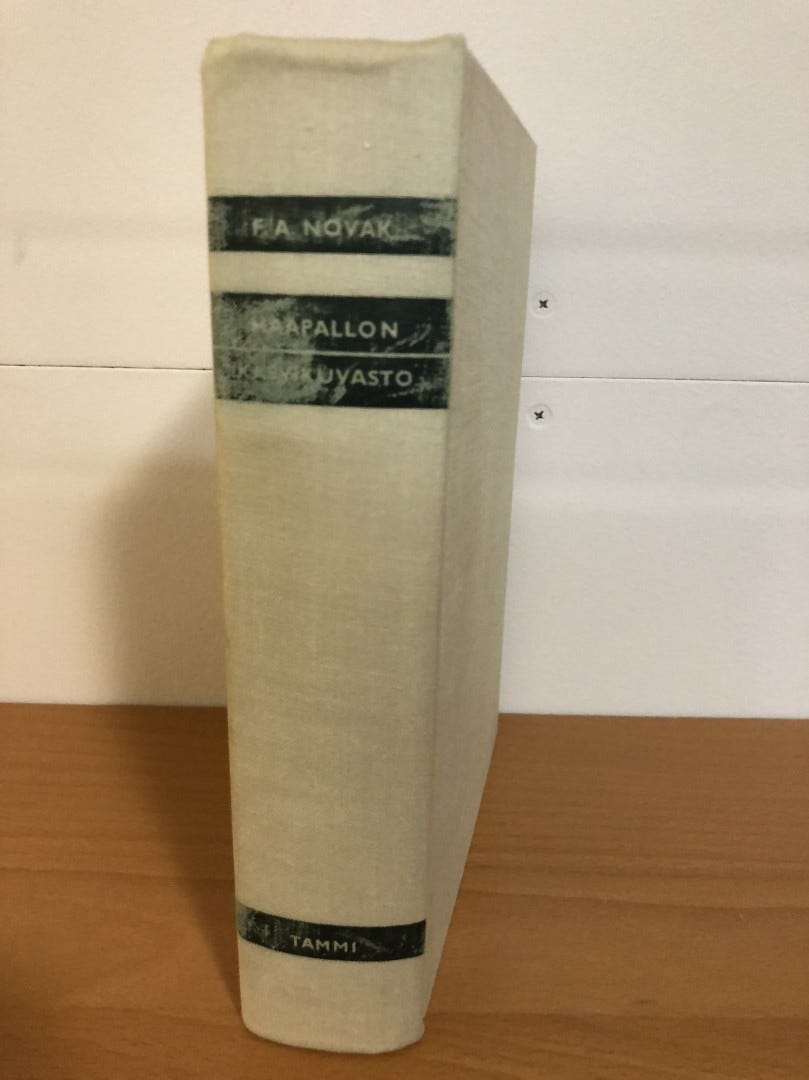 F. A. NOVAK
MAAPALLON
KASVIKUVASTO
TAMMI